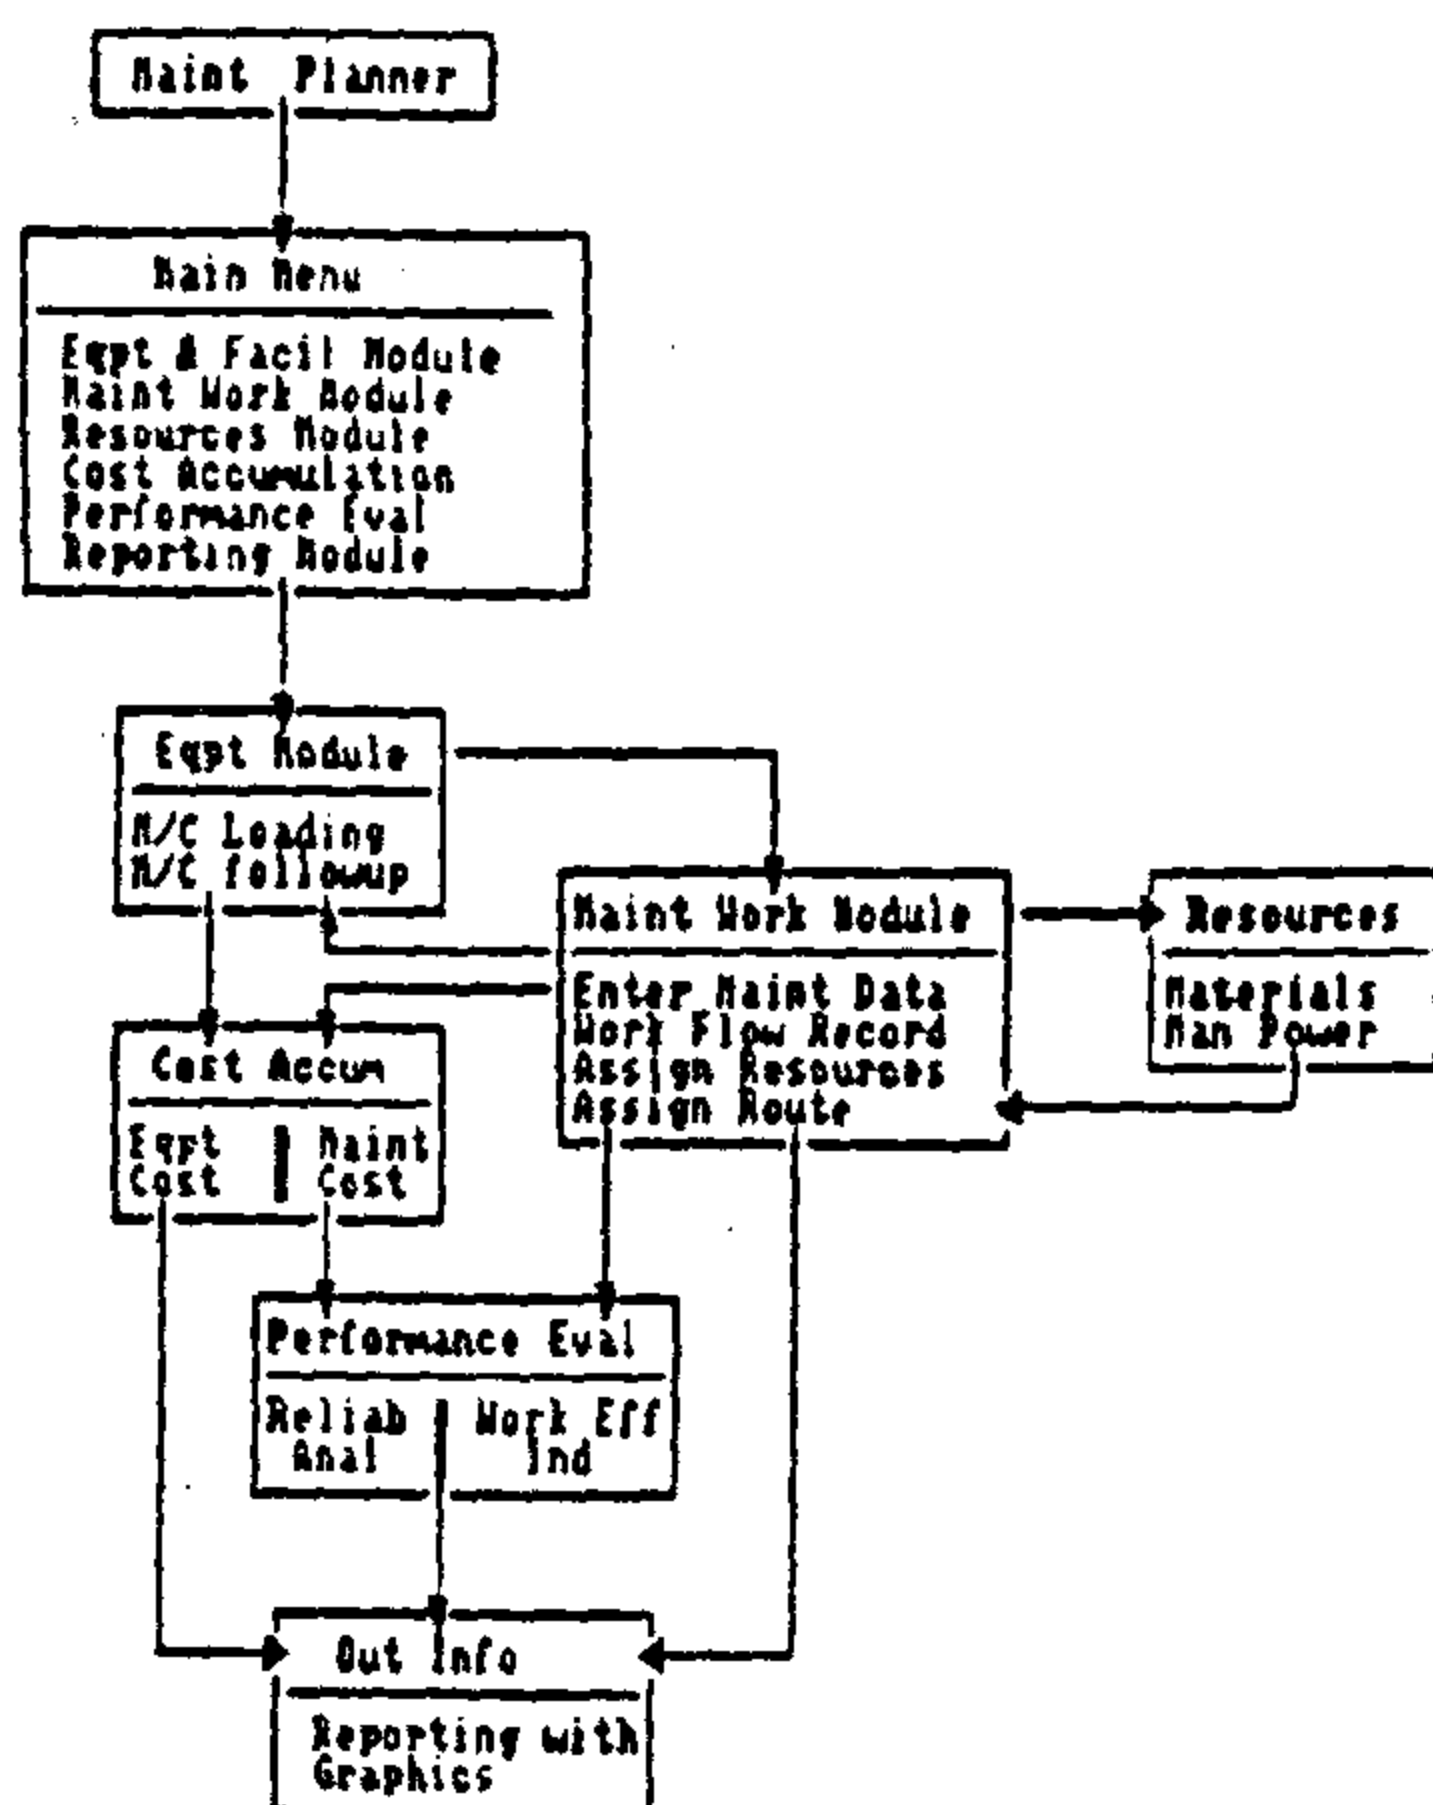 Maint Planner
Main Menu
Eqpt & Facil Module
Maint Work Module
Resources Module
Cost Accumulation
Performance Eval
Reporting Module
Eqpt Module
M/C Loading
M/C followup
Maint Work Module
Enter Maint Data
Work Flow Record
Assign Resources
Assign Route
Resources
Materials
Man Power
Cost Accum
Eqpt Maint
Cost Cost
Performance Eval
Reliab Work Eff
Anal Ind
Out Info
Reporting with
Graphics